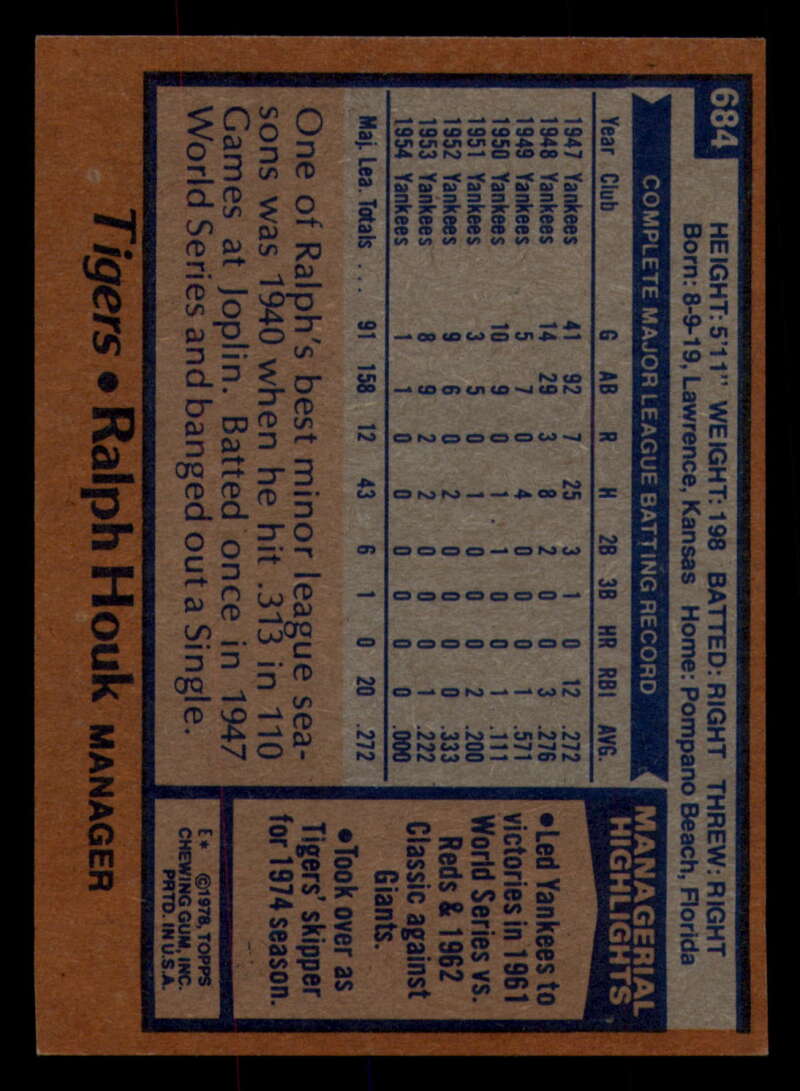 684
HEIGHT: 5'11" WEIGHT: 198 BATTED: RIGHT THREW: RIGHT
Born: 8-9-19, Lawrence, Kansas Home: Pompano Beach, Florida
COMPLETE MAJOR LEAGUE BATTING RECORD
Year Club G AB R H 2B 3B HR RBI AVG.
1947 Yankees 41 92 7 25 3 1 0 12 .272
1948 Yankees 14 29 3 8 2 0 0 3 .276
1949 Yankees 5 7 0 4 0 0 0 1 .571
1950 Yankees 10 9 0 1 1 0 0 1 .111
1951 Yankees 3 5 0 1 0 0 0 2 .200
1952 Yankees 9 6 0 2 0 0 0 0 .333
1953 Yankees 8 9 2 2 0 0 0 1 .222
1954 Yankees 1 1 0 0 0 0 0 0 .000
Maj. Lea. Totals ... 91 158 12 43 6 1 0 20 .272
One of Ralph's best minor league sea-
sons was 1940 when he hit .313 in 110
Games at Joplin. Batted once in 1947
World Series and banged out a Single.
MANAGERIAL
HIGHLIGHTS
●Led Yankees to
victories in 1961
World Series vs.
Reds & 1962
Classic against
Giants.
●Took over as
Tigers' skipper
for 1974 season.
E* ©1978, TOPPS
CHEWING GUM, INC.
PRTD. IN U.S.A.
Tigers • Ralph Houk MANAGER